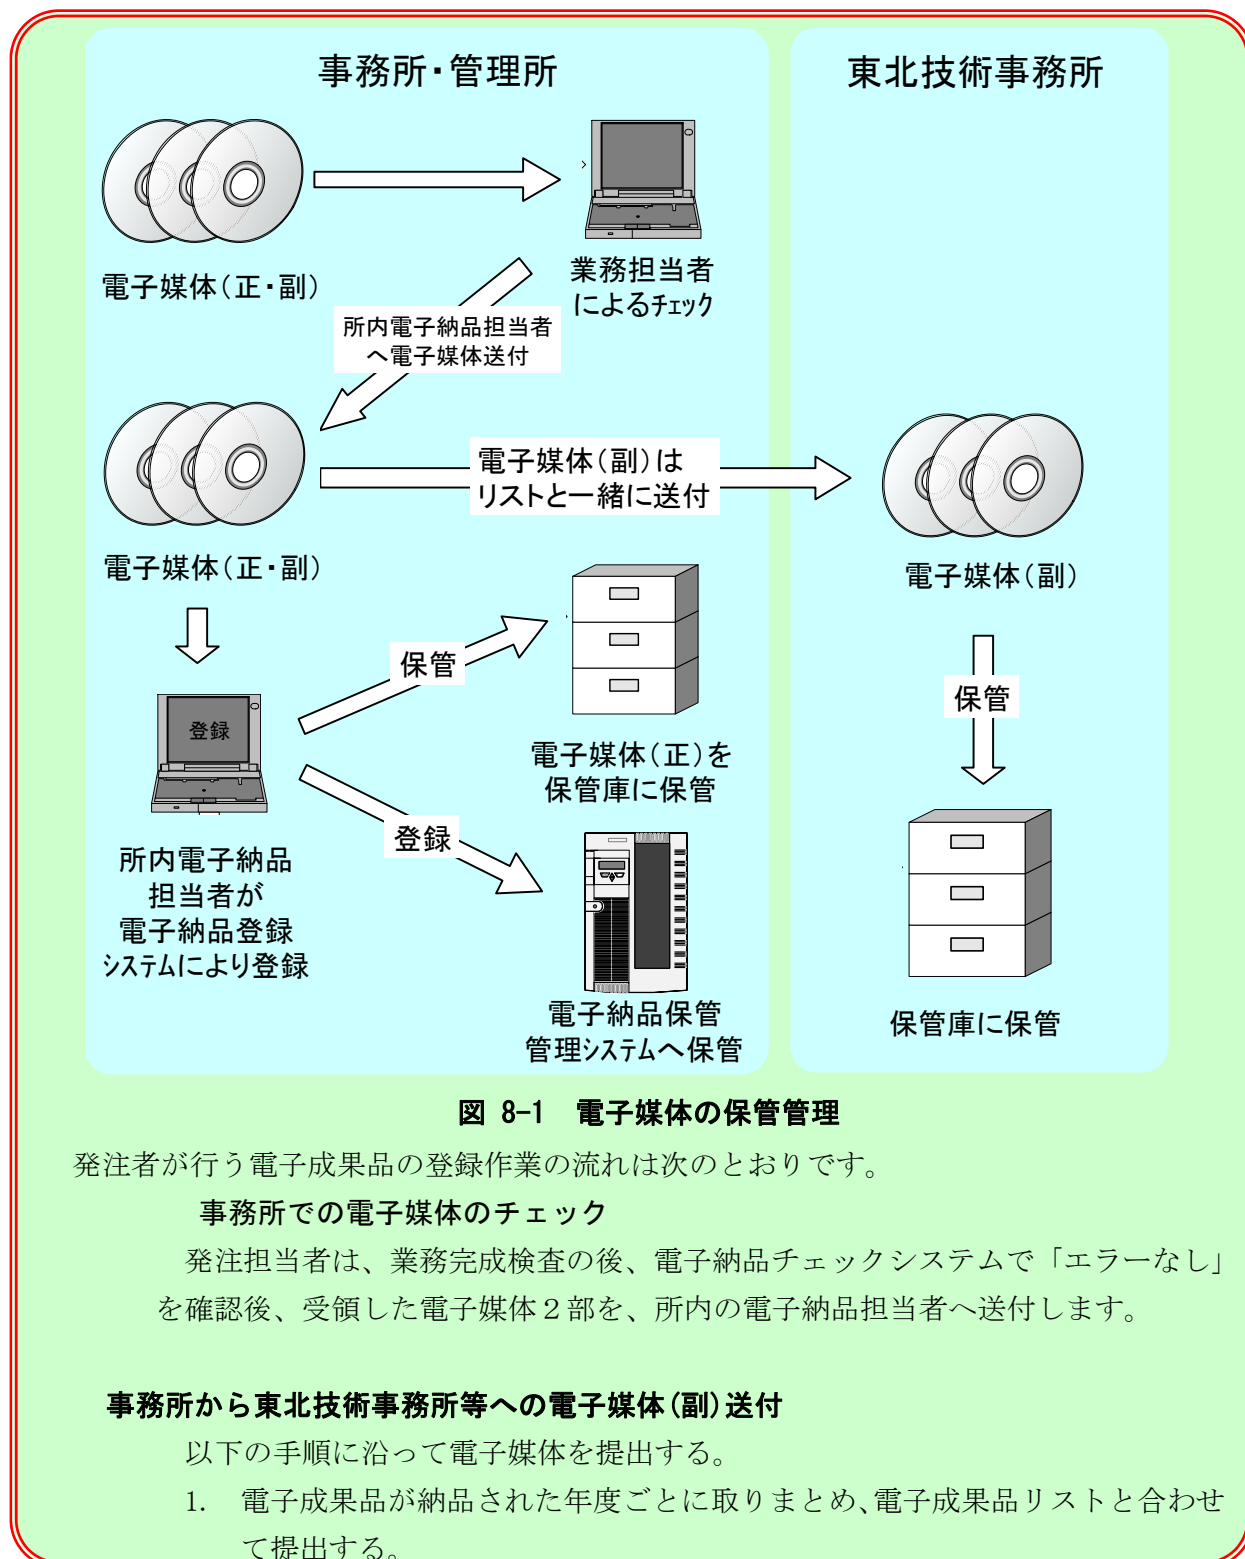 事務所・管理所
東北技術事務所
電子媒体(正・副)
業務担当者
によるチェック
所内電子納品担当者
へ電子媒体送付
電子媒体(正・副)
電子媒体(副)は
リストと一緒に送付
電子媒体(副)
保管
電子媒体(正)を
保管庫に保管
保管
登録
登録
所内電子納品
担当者が
電子納品登録
システムにより登録
電子納品保管
管理システムへ保管
保管庫に保管
図 8-1 電子媒体の保管管理
発注者が行う電子成果品の登録作業の流れは次のとおりです。
事務所での電子媒体のチェック
発注担当者は、業務完成検査の後、電子納品チェックシステムで「エラーなし」
を確認後、受領した電子媒体２部を、所内の電子納品担当者へ送付します。
事務所から東北技術事務所等への電子媒体(副)送付
以下の手順に沿って電子媒体を提出する。
1. 電子成果品が納品された年度ごとに取りまとめ、電子成果品リストと合わせ
て提出する。